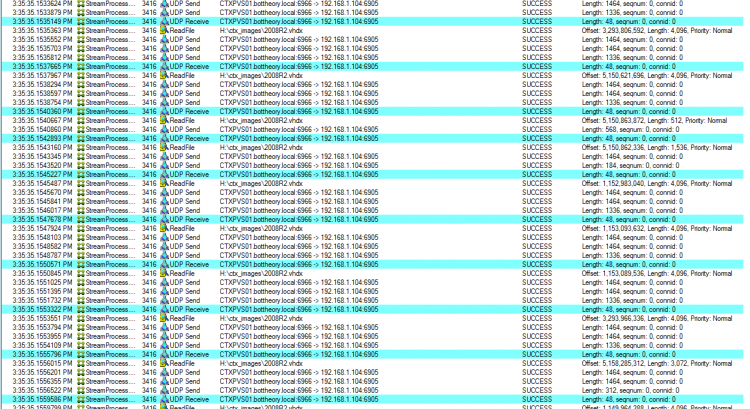 3:35:35.1533624 PM StreamProcess.... 3416 UDP Send CTXPVS01.bottheory.local:6966 -> 192.168.1.104:6905 SUCCESS Length: 1464, seqnum: 0, connid: 0
3:35:35.1533879 PM StreamProcess.... 3416 UDP Send CTXPVS01.bottheory.local:6966 -> 192.168.1.104:6905 SUCCESS Length: 1336, seqnum: 0, connid: 0
3:35:35.1535149 PM StreamProcess.... 3416 UDP Receive CTXPVS01.bottheory.local:6966 -> 192.168.1.104:6905 SUCCESS Length: 48, seqnum: 0, connid: 0
3:35:35.1535363 PM StreamProcess.... 3416 ReadFile H:\ctx_images\2008R2.vhdx SUCCESS Offset: 3,293,806,592, Length: 4,096, Priority: Normal
3:35:35.1535552 PM StreamProcess.... 3416 UDP Send CTXPVS01.bottheory.local:6966 -> 192.168.1.104:6905 SUCCESS Length: 1464, seqnum: 0, connid: 0
3:35:35.1535703 PM StreamProcess.... 3416 UDP Send CTXPVS01.bottheory.local:6966 -> 192.168.1.104:6905 SUCCESS Length: 1464, seqnum: 0, connid: 0
3:35:35.1535812 PM StreamProcess.... 3416 UDP Send CTXPVS01.bottheory.local:6966 -> 192.168.1.104:6905 SUCCESS Length: 1336, seqnum: 0, connid: 0
3:35:35.1537665 PM StreamProcess.... 3416 UDP Receive CTXPVS01.bottheory.local:6966 -> 192.168.1.104:6905 SUCCESS Length: 48, seqnum: 0, connid: 0
3:35:35.1537967 PM StreamProcess.... 3416 ReadFile H:\ctx_images\2008R2.vhdx SUCCESS Offset: 5,150,621,696, Length: 4,096, Priority: Normal
3:35:35.1538294 PM StreamProcess.... 3416 UDP Send CTXPVS01.bottheory.local:6966 -> 192.168.1.104:6905 SUCCESS Length: 1464, seqnum: 0, connid: 0
3:35:35.1538597 PM StreamProcess.... 3416 UDP Send CTXPVS01.bottheory.local:6966 -> 192.168.1.104:6905 SUCCESS Length: 1464, seqnum: 0, connid: 0
3:35:35.1538754 PM StreamProcess.... 3416 UDP Send CTXPVS01.bottheory.local:6966 -> 192.168.1.104:6905 SUCCESS Length: 1336, seqnum: 0, connid: 0
3:35:35.1540360 PM StreamProcess.... 3416 UDP Receive CTXPVS01.bottheory.local:6966 -> 192.168.1.104:6905 SUCCESS Length: 48, seqnum: 0, connid: 0
3:35:35.1540667 PM StreamProcess.... 3416 ReadFile H:\ctx_images\2008R2.vhdx SUCCESS Offset: 5,150,863,872, Length: 512, Priority: Normal
3:35:35.1540860 PM StreamProcess.... 3416 UDP Send CTXPVS01.bottheory.local:6966 -> 192.168.1.104:6905 SUCCESS Length: 568, seqnum: 0, connid: 0
3:35:35.1542893 PM StreamProcess.... 3416 UDP Receive CTXPVS01.bottheory.local:6966 -> 192.168.1.104:6905 SUCCESS Length: 48, seqnum: 0, connid: 0
3:35:35.1543160 PM StreamProcess.... 3416 ReadFile H:\ctx_images\2008R2.vhdx SUCCESS Offset: 5,150,862,336, Length: 1,536, Priority: Normal
3:35:35.1543345 PM StreamProcess.... 3416 UDP Send CTXPVS01.bottheory.local:6966 -> 192.168.1.104:6905 SUCCESS Length: 1464, seqnum: 0, connid: 0
3:35:35.1543520 PM StreamProcess.... 3416 UDP Send CTXPVS01.bottheory.local:6966 -> 192.168.1.104:6905 SUCCESS Length: 184, seqnum: 0, connid: 0
3:35:35.1545227 PM StreamProcess.... 3416 UDP Receive CTXPVS01.bottheory.local:6966 -> 192.168.1.104:6905 SUCCESS Length: 48, seqnum: 0, connid: 0
3:35:35.1545487 PM StreamProcess.... 3416 ReadFile H:\ctx_images\2008R2.vhdx SUCCESS Offset: 1,152,983,040, Length: 4,096, Priority: Normal
3:35:35.1545670 PM StreamProcess.... 3416 UDP Send CTXPVS01.bottheory.local:6966 -> 192.168.1.104:6905 SUCCESS Length: 1464, seqnum: 0, connid: 0
3:35:35.1545841 PM StreamProcess.... 3416 UDP Send CTXPVS01.bottheory.local:6966 -> 192.168.1.104:6905 SUCCESS Length: 1464, seqnum: 0, connid: 0
3:35:35.1546017 PM StreamProcess.... 3416 UDP Send CTXPVS01.bottheory.local:6966 -> 192.168.1.104:6905 SUCCESS Length: 1336, seqnum: 0, connid: 0
3:35:35.1547678 PM StreamProcess.... 3416 UDP Receive CTXPVS01.bottheory.local:6966 -> 192.168.1.104:6905 SUCCESS Length: 48, seqnum: 0, connid: 0
3:35:35.1547924 PM StreamProcess.... 3416 ReadFile H:\ctx_images\2008R2.vhdx SUCCESS Offset: 1,153,093,632, Length: 4,096, Priority: Normal
3:35:35.1548103 PM StreamProcess.... 3416 UDP Send CTXPVS01.bottheory.local:6966 -> 192.168.1.104:6905 SUCCESS Length: 1464, seqnum: 0, connid: 0
3:35:35.1548582 PM StreamProcess.... 3416 UDP Send CTXPVS01.bottheory.local:6966 -> 192.168.1.104:6905 SUCCESS Length: 1464, seqnum: 0, connid: 0
3:35:35.1548787 PM StreamProcess.... 3416 UDP Send CTXPVS01.bottheory.local:6966 -> 192.168.1.104:6905 SUCCESS Length: 1336, seqnum: 0, connid: 0
3:35:35.1550571 PM StreamProcess.... 3416 UDP Receive CTXPVS01.bottheory.local:6966 -> 192.168.1.104:6905 SUCCESS Length: 48, seqnum: 0, connid: 0
3:35:35.1550845 PM StreamProcess.... 3416 ReadFile H:\ctx_images\2008R2.vhdx SUCCESS Offset: 1,153,089,536, Length: 4,096, Priority: Normal
3:35:35.1551025 PM StreamProcess.... 3416 UDP Send CTXPVS01.bottheory.local:6966 -> 192.168.1.104:6905 SUCCESS Length: 1464, seqnum: 0, connid: 0
3:35:35.1551395 PM StreamProcess.... 3416 UDP Send CTXPVS01.bottheory.local:6966 -> 192.168.1.104:6905 SUCCESS Length: 1464, seqnum: 0, connid: 0
3:35:35.1551732 PM StreamProcess.... 3416 UDP Send CTXPVS01.bottheory.local:6966 -> 192.168.1.104:6905 SUCCESS Length: 1336, seqnum: 0, connid: 0
3:35:35.1553322 PM StreamProcess.... 3416 UDP Receive CTXPVS01.bottheory.local:6966 -> 192.168.1.104:6905 SUCCESS Length: 48, seqnum: 0, connid: 0
3:35:35.1553551 PM StreamProcess.... 3416 ReadFile H:\ctx_images\2008R2.vhdx SUCCESS Offset: 3,293,966,336, Length: 4,096, Priority: Normal
3:35:35.1553794 PM StreamProcess.... 3416 UDP Send CTXPVS01.bottheory.local:6966 -> 192.168.1.104:6905 SUCCESS Length: 1464, seqnum: 0, connid: 0
3:35:35.1553955 PM StreamProcess.... 3416 UDP Send CTXPVS01.bottheory.local:6966 -> 192.168.1.104:6905 SUCCESS Length: 1464, seqnum: 0, connid: 0
3:35:35.1554109 PM StreamProcess.... 3416 UDP Send CTXPVS01.bottheory.local:6966 -> 192.168.1.104:6905 SUCCESS Length: 1336, seqnum: 0, connid: 0
3:35:35.1555796 PM StreamProcess.... 3416 UDP Receive CTXPVS01.bottheory.local:6966 -> 192.168.1.104:6905 SUCCESS Length: 48, seqnum: 0, connid: 0
3:35:35.1556015 PM StreamProcess.... 3416 ReadFile H:\ctx_images\2008R2.vhdx SUCCESS Offset: 5,158,285,312, Length: 3,072, Priority: Normal
3:35:35.1556201 PM StreamProcess.... 3416 UDP Send CTXPVS01.bottheory.local:6966 -> 192.168.1.104:6905 SUCCESS Length: 1464, seqnum: 0, connid: 0
3:35:35.1556355 PM StreamProcess.... 3416 UDP Send CTXPVS01.bottheory.local:6966 -> 192.168.1.104:6905 SUCCESS Length: 1464, seqnum: 0, connid: 0
3:35:35.1556522 PM StreamProcess.... 3416 UDP Send CTXPVS01.bottheory.local:6966 -> 192.168.1.104:6905 SUCCESS Length: 312, seqnum: 0, connid: 0
3:35:35.1559586 PM StreamProcess.... 3416 UDP Receive CTXPVS01.bottheory.local:6966 -> 192.168.1.104:6905 SUCCESS Length: 48, seqnum: 0, connid: 0